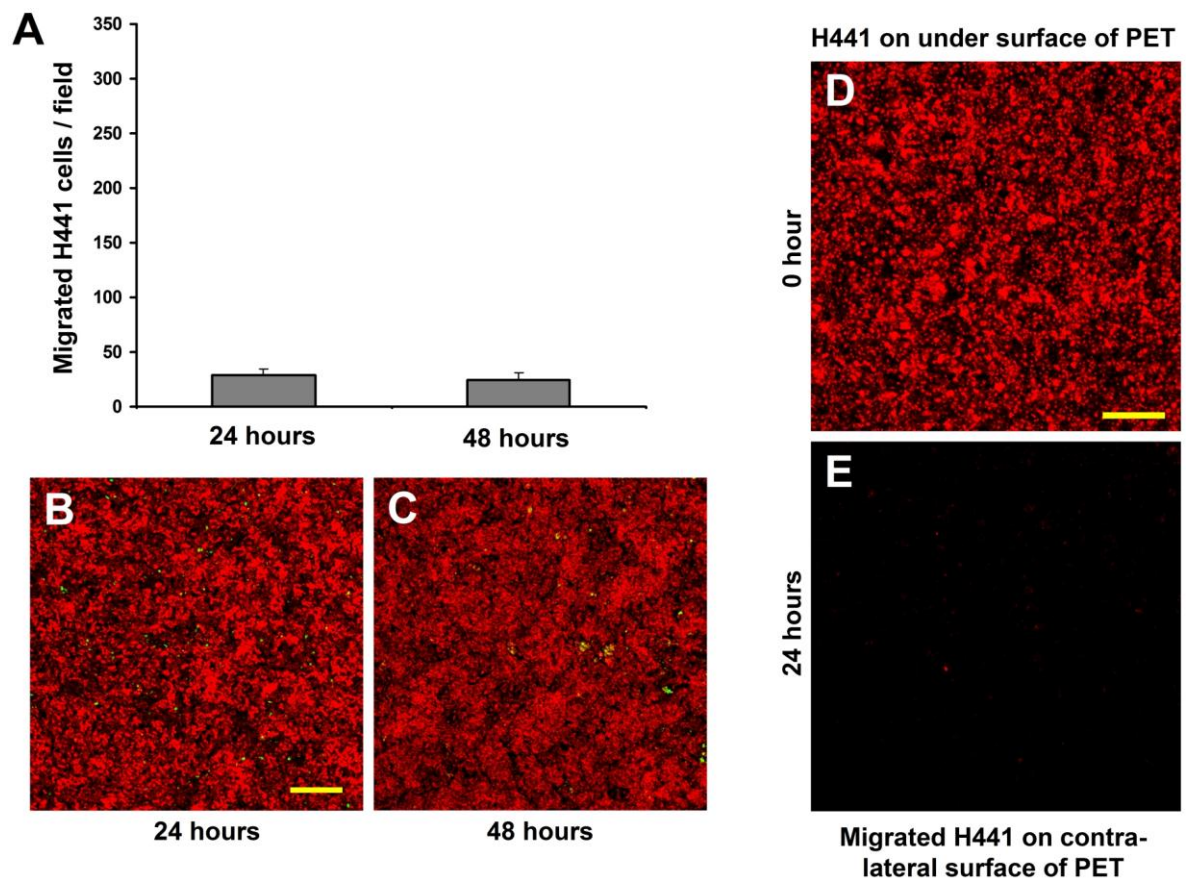 A
Migrated H441 cells / field
350
300
250
200
150
100
50
0
24 hours
48 hours
B
24 hours
C
48 hours
H441 on under surface of PET
D
0 hour
E
24 hours
Migrated H441 on contra-
lateral surface of PET